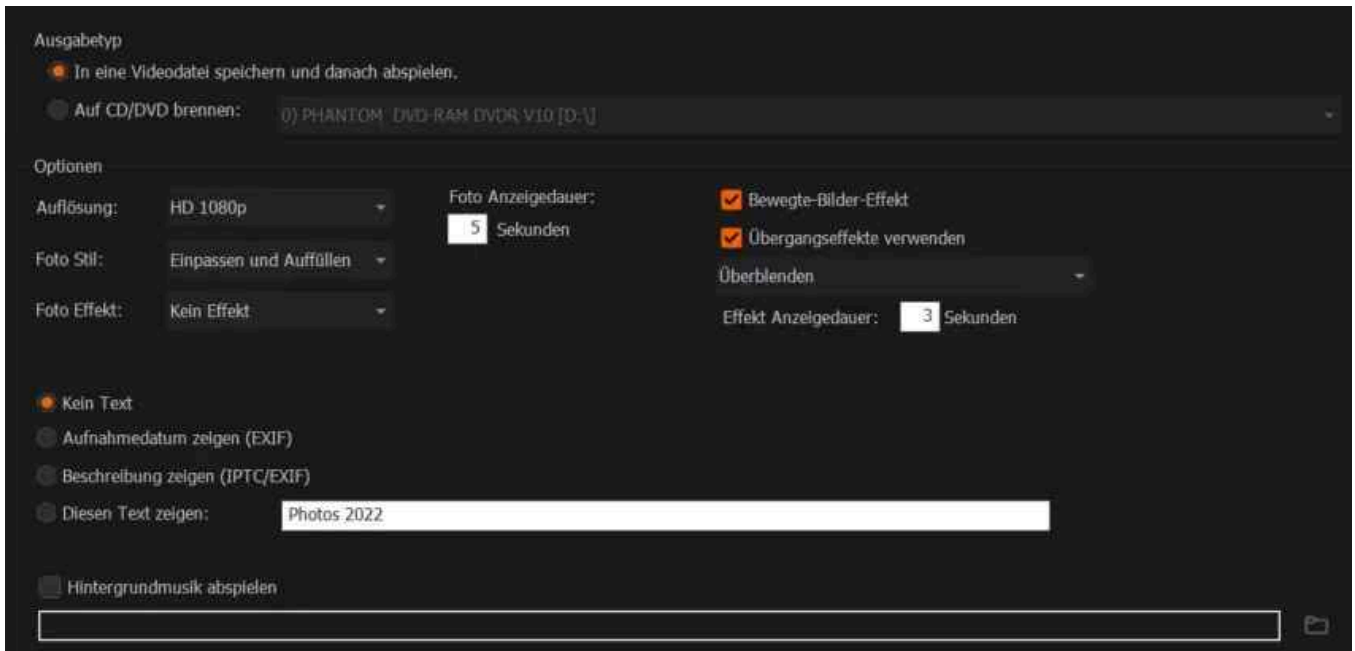 Ausgabetyp
In eine Videodatei speichern und danach abspielen.
Auf CD/DVD brennen: 0) PHANTOM DVD-RAM DVDR V10 [D:\]
Optionen
Auflösung: HD 1080p Foto Anzeigedauer: Bewegte-Bilder-Effekt
5 Sekunden
Übergangseffekte verwenden
Foto Stil: Einpassen und Auffüllen
Überblenden
Foto Effekt: Kein Effekt Effekt Anzeigedauer: 3 Sekunden
Kein Text
Aufnahmedatum zeigen (EXIF)
Beschreibung zeigen (IPTC/EXIF)
Diesen Text zeigen: Photos 2022
Hintergrundmusik abspielen